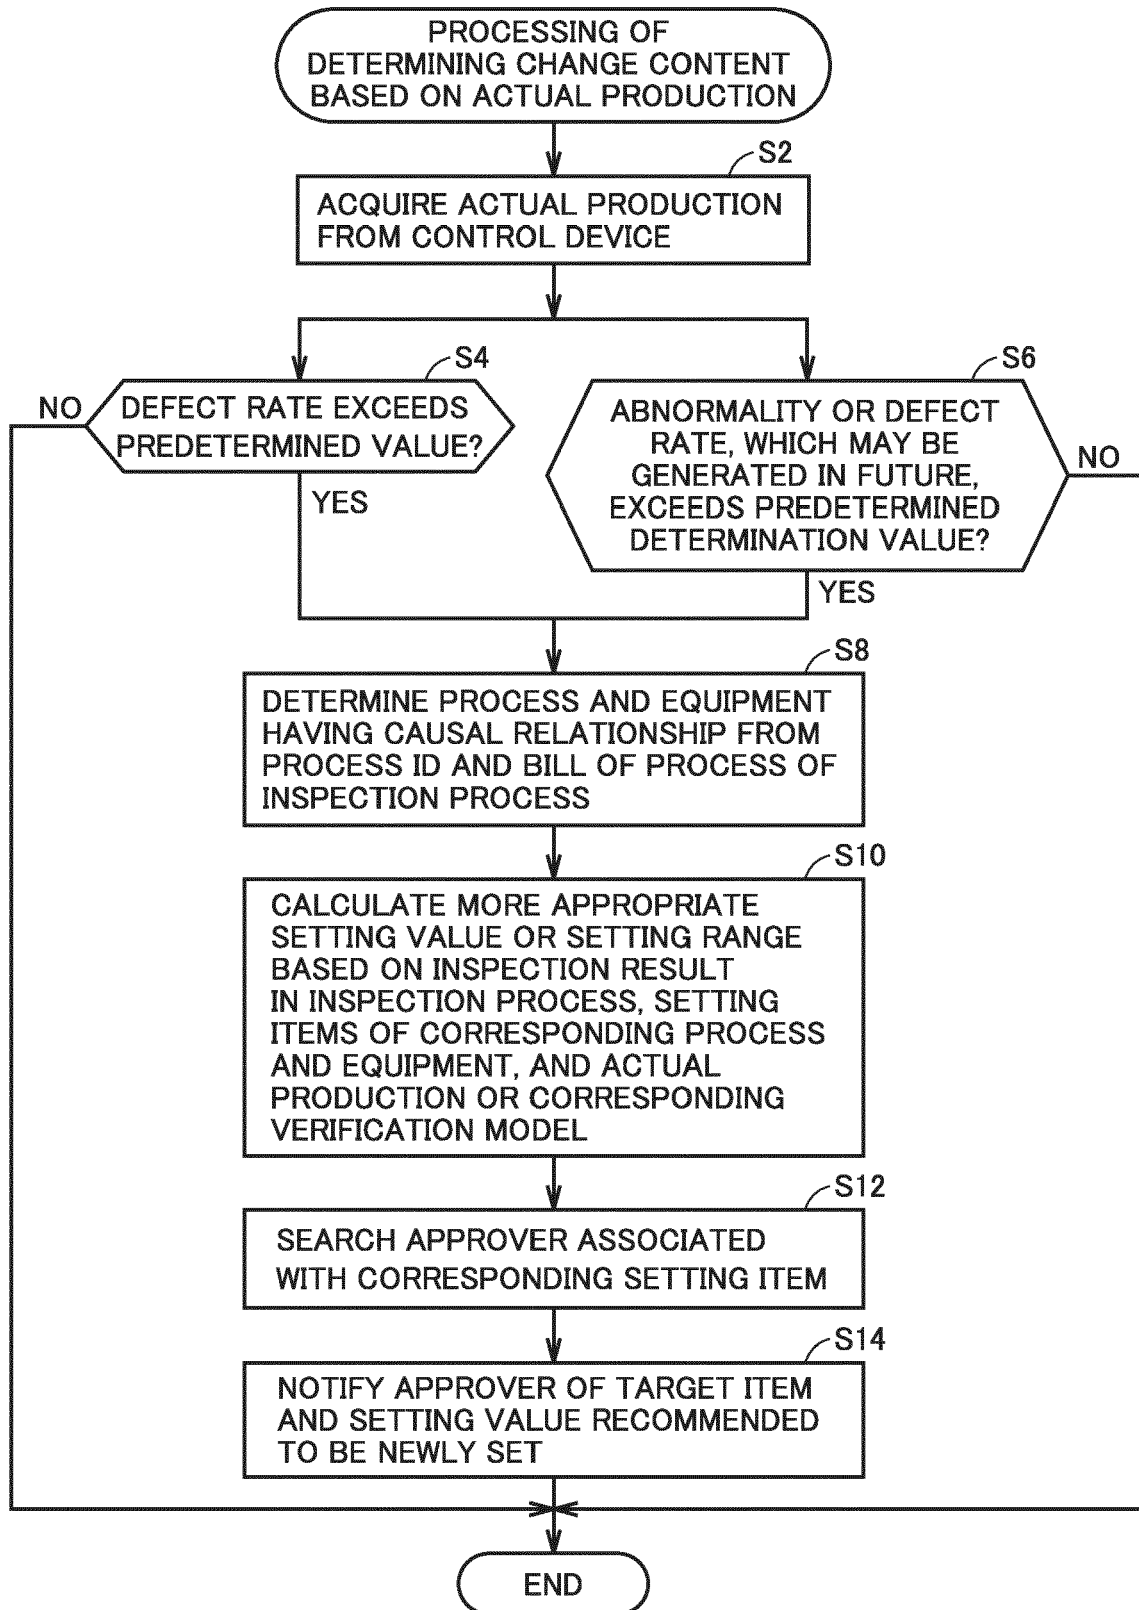 PROCESSING OF
DETERMINING CHANGE CONTENT
BASED ON ACTUAL PRODUCTION
S2
ACQUIRE ACTUAL PRODUCTION
FROM CONTROL DEVICE
S4
NO
DEFECT RATE EXCEEDS
PREDETERMINED VALUE?
YES
S6
ABNORMALITY OR DEFECT
RATE, WHICH MAY BE
GENERATED IN FUTURE,
EXCEEDS PREDETERMINED
DETERMINATION VALUE?
NO
YES
S8
DETERMINE PROCESS AND EQUIPMENT
HAVING CAUSAL RELATIONSHIP FROM
PROCESS ID AND BILL OF PROCESS OF
INSPECTION PROCESS
S10
CALCULATE MORE APPROPRIATE
SETTING VALUE OR SETTING RANGE
BASED ON INSPECTION RESULT
IN INSPECTION PROCESS, SETTING
ITEMS OF CORRESPONDING PROCESS
AND EQUIPMENT, AND ACTUAL
PRODUCTION OR CORRESPONDING
VERIFICATION MODEL
S12
SEARCH APPROVER ASSOCIATED
WITH CORRESPONDING SETTING ITEM
S14
NOTIFY APPROVER OF TARGET ITEM
AND SETTING VALUE RECOMMENDED
TO BE NEWLY SET
END